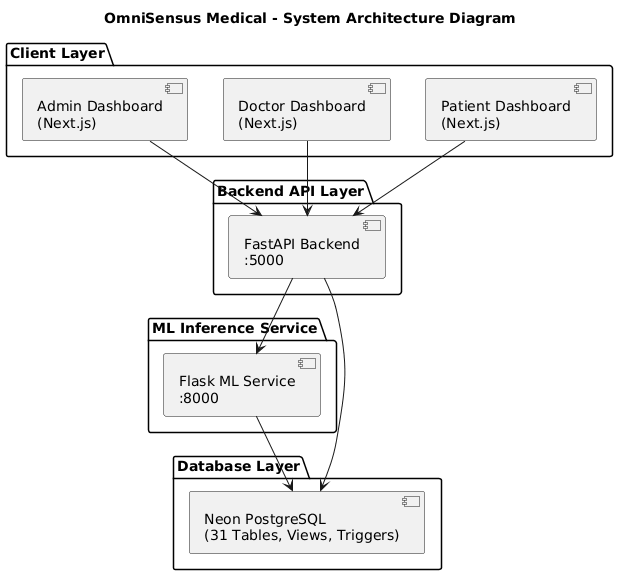 OmniSensus Medical - System Architecture Diagram
Client Layer
Admin Dashboard
(Next.js)
Doctor Dashboard
(Next.js)
Patient Dashboard
(Next.js)
Backend API Layer
FastAPI Backend
:5000
ML Inference Service
Flask ML Service
:8000
Database Layer
Neon PostgreSQL
(31 Tables, Views, Triggers)